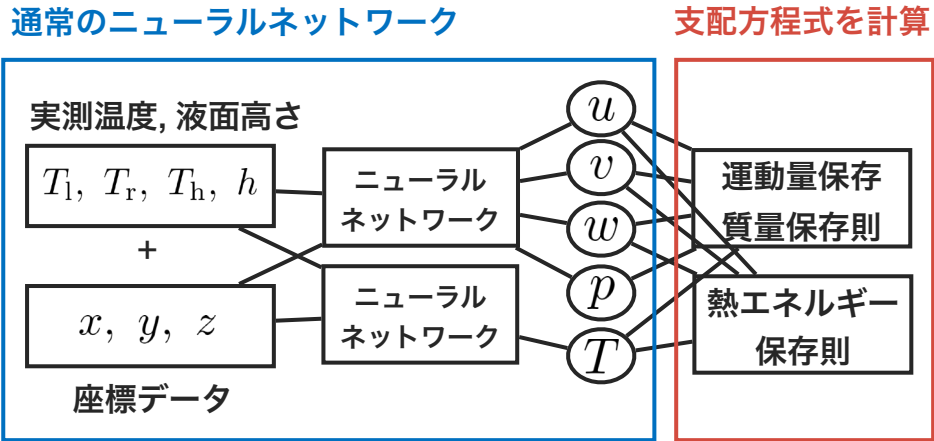 通常のニューラルネットワーク
支配方程式を計算
実測温度, 液面高さ
T_l, T_r, T_h, h
+
x, y, z
座標データ
ニューラル
ネットワーク
ニューラル
ネットワーク
u
v
w
p
T
運動量保存
質量保存則
熱エネルギー
保存則